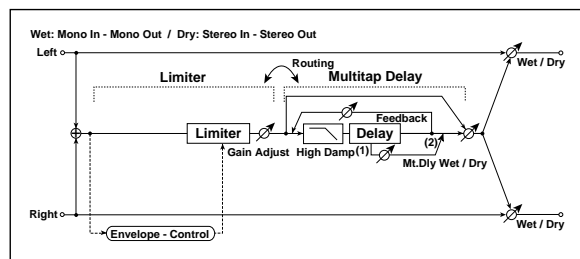 Wet: Mono In - Mono Out / Dry: Stereo In - Stereo Out
Left
Wet / Dry
Routing
Limiter
Multitap Delay
Feedback
Limiter
Delay
Gain Adjust
High Damp
(1)
(2)
Mt.Dly Wet / Dry
Right
Wet / Dry
Envelope - Control